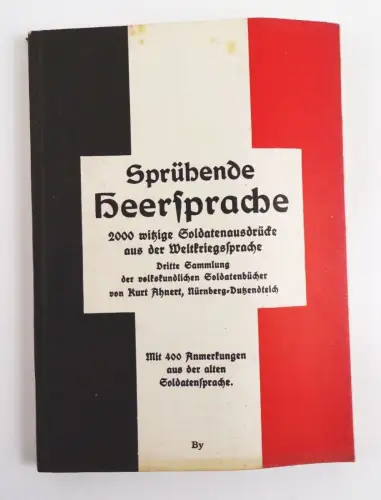 Sprühende
Heerſprache
2000 witzige Soldatenausdrücke
aus der Weltkriegsſprache
Dritte Sammlung
der volkskundlichen Soldatenbücher
von Kurt Ahnert, Nürnberg-Dutzendteich
Mit 400 Anmerkungen
aus der alten
Soldatenſprache.
By